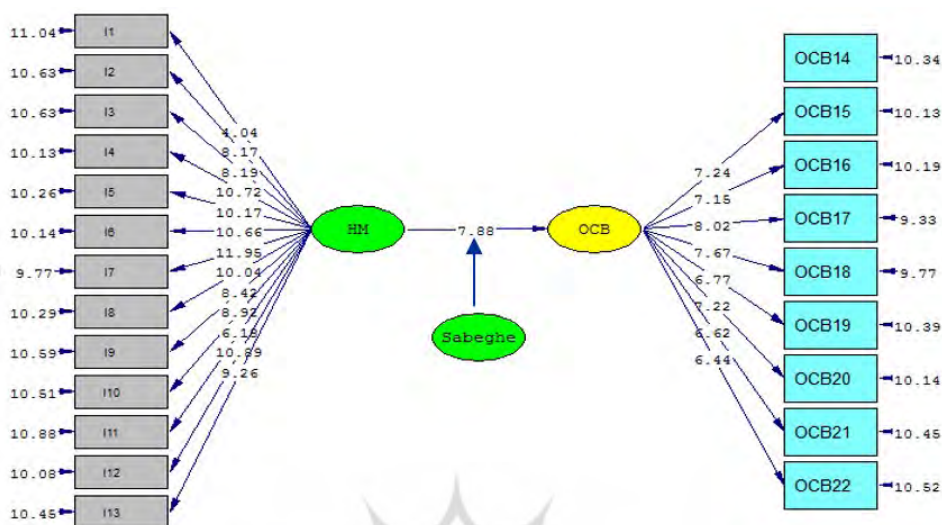 11.04 I1
10.63 I2
10.63 I3
10.13 I4
10.26 I5
10.14 I6
9.77 I7
10.29 I8
10.59 I9
10.51 I10
10.88 I11
10.08 I12
10.45 I13
4.04
8.17
8.19
10.72
10.17
10.66
11.95
10.04
8.42
8.92
6.19
10.89
9.26
HM
7.88
OCB
Sabeghe
7.24
7.15
8.02
7.67
6.77
7.22
6.62
6.44
OCB14 10.34
OCB15 10.13
OCB16 10.19
OCB17 9.33
OCB18 9.77
OCB19 10.39
OCB20 10.14
OCB21 10.45
OCB22 10.52